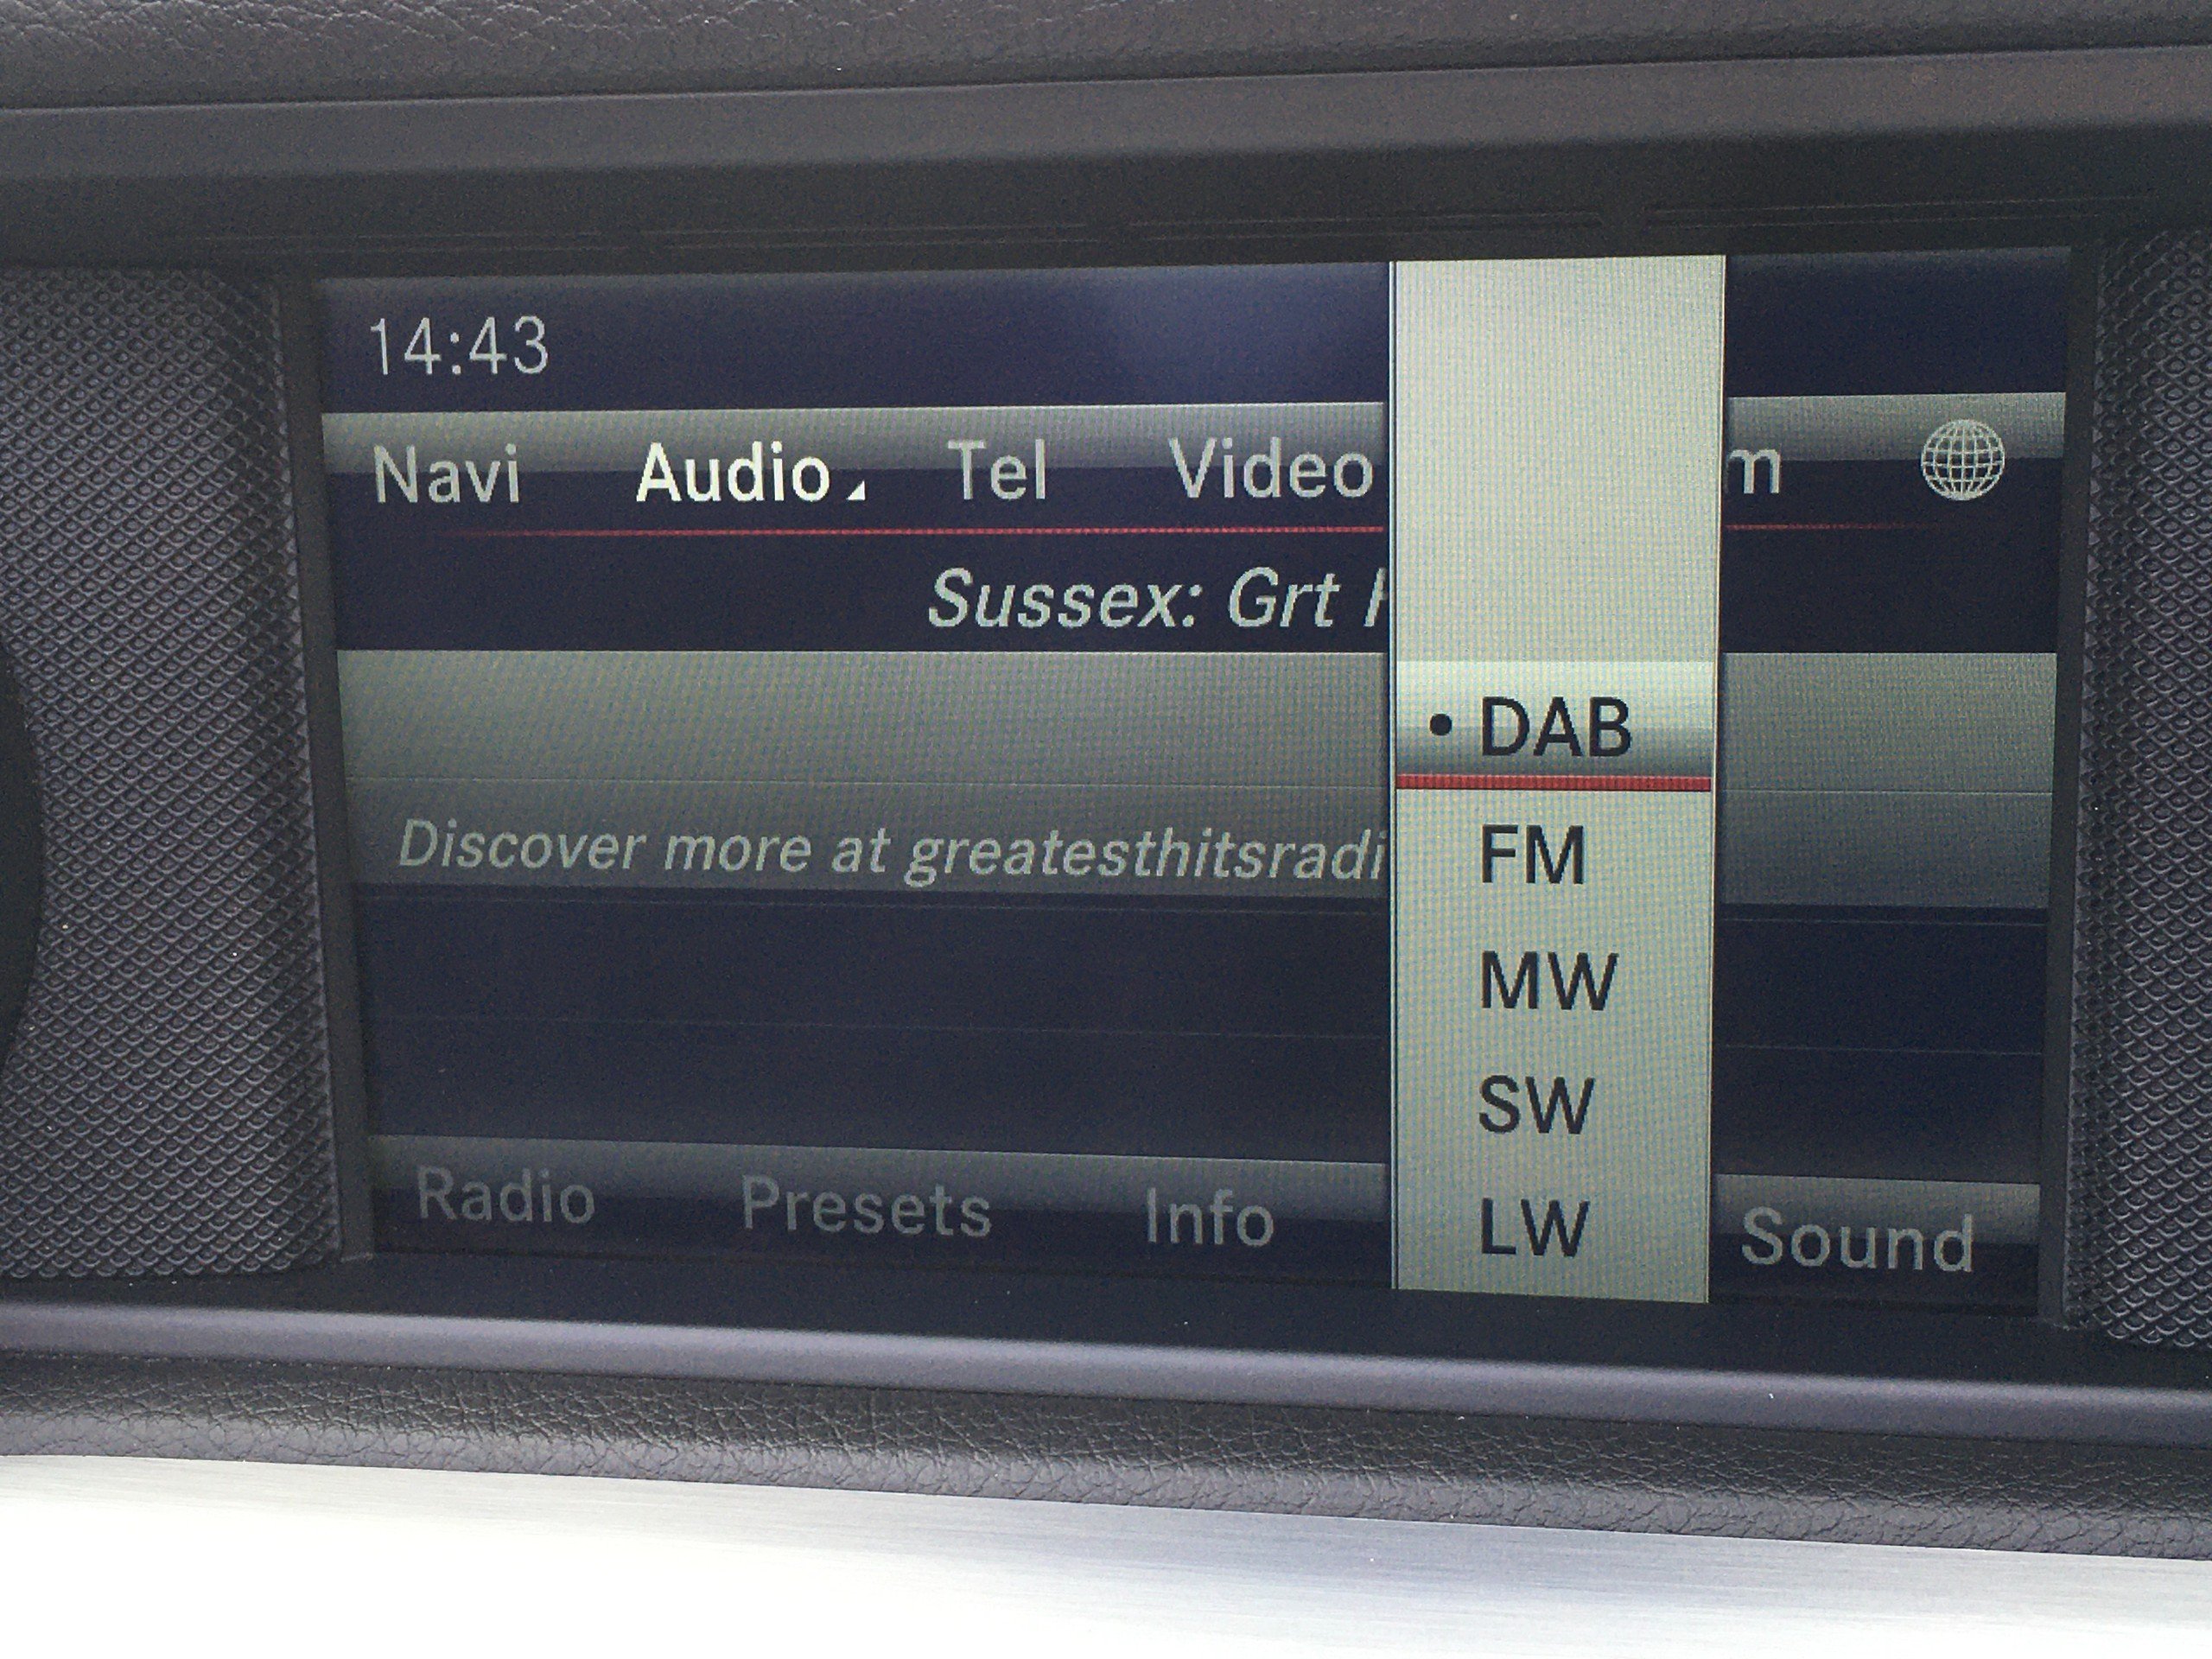 14:43
Navi Audio Tel Video m
Sussex: Grt
DAB
Discover more at greatesthitsradi
FM
MW
SW
LW
Radio Presets Info Sound